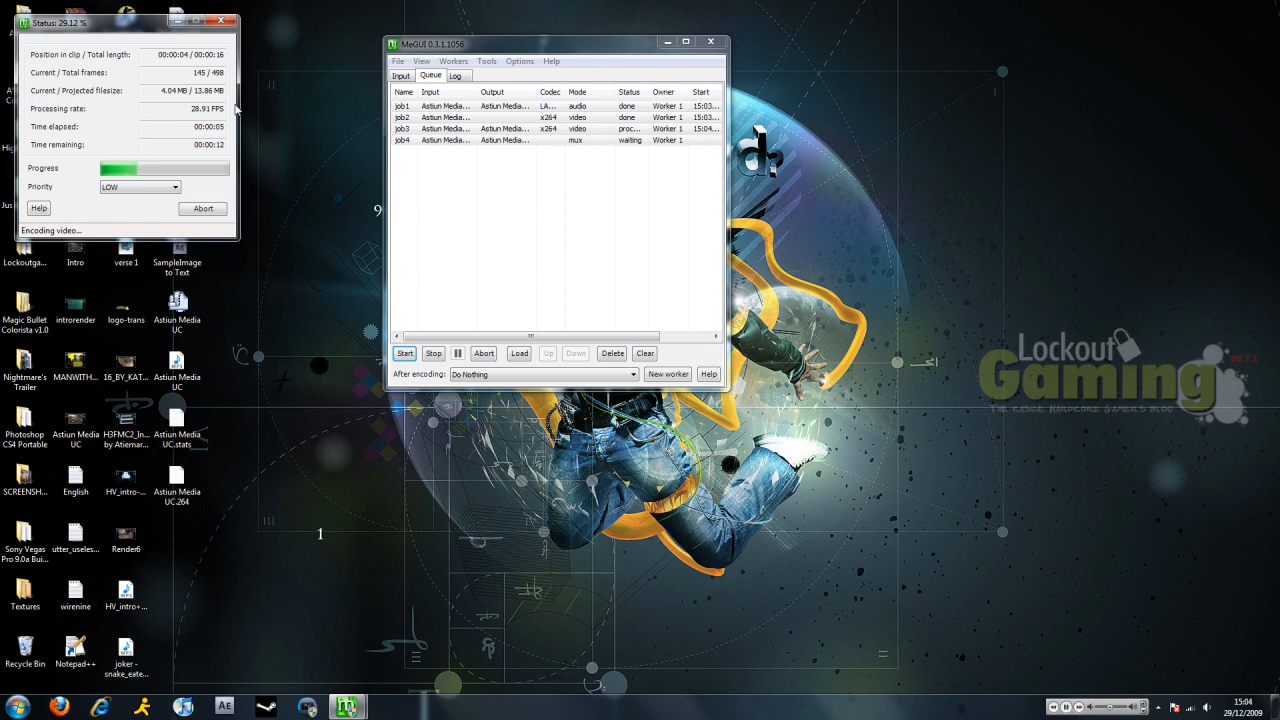 Status: 29.12 %
Position in clip / Total length: 00:00:04 / 00:00:16
Current / Total frames: 145 / 498
Current / Projected filesize: 4.04 MB / 13.86 MB
Processing rate: 28.91 FPS
Time elapsed: 00:00:05
Time remaining: 00:00:12
Progress
Priority LOW
Help Abort
Encoding video...
MeGUI 0.3.1.1056
File View Workers Tools Options Help
Input Queue Log
Name Input Output Codec Mode Status Owner Start
job1 Astiun Media... Astiun Media... LA... audio done Worker 1 15:03...
job2 Astiun Media... x264 video done Worker 1 15:03...
job3 Astiun Media... Astiun Media... x264 video proc... Worker 1 15:04...
job4 Astiun Media... Astiun Media... mux waiting Worker 1
Start Stop Abort Load Up Down Delete Clear
After encoding: Do Nothing New worker Help
d:
9
1
Lockout
Gaming
BETA
THE CASUAL HARDCORE GAMER'S BLOG
Lockoutga...
Intro
verse 1
SampleImage
to Text
Magic Bullet
Colorista v1.0
introrender
logo-trans
Astiun Media
UC
Nightmare's
Trailer
MANWITH...
16_BY_KAT...
Astiun Media
UC
Photoshop
CS4 Portable
Astiun Media
UC
H3FMC2_In...
by Atiemar...
Astiun Media
UC.stats
SCREENSH...
English
HV_intro-...
Astiun Media
UC.264
Sony Vegas
Pro 9.0a Bui...
utter_useles...
Render6
Textures
wirenine
HV_intro+...
Recycle Bin
Notepad++
joker -
snake_eate...
AE
15:04
29/12/2009